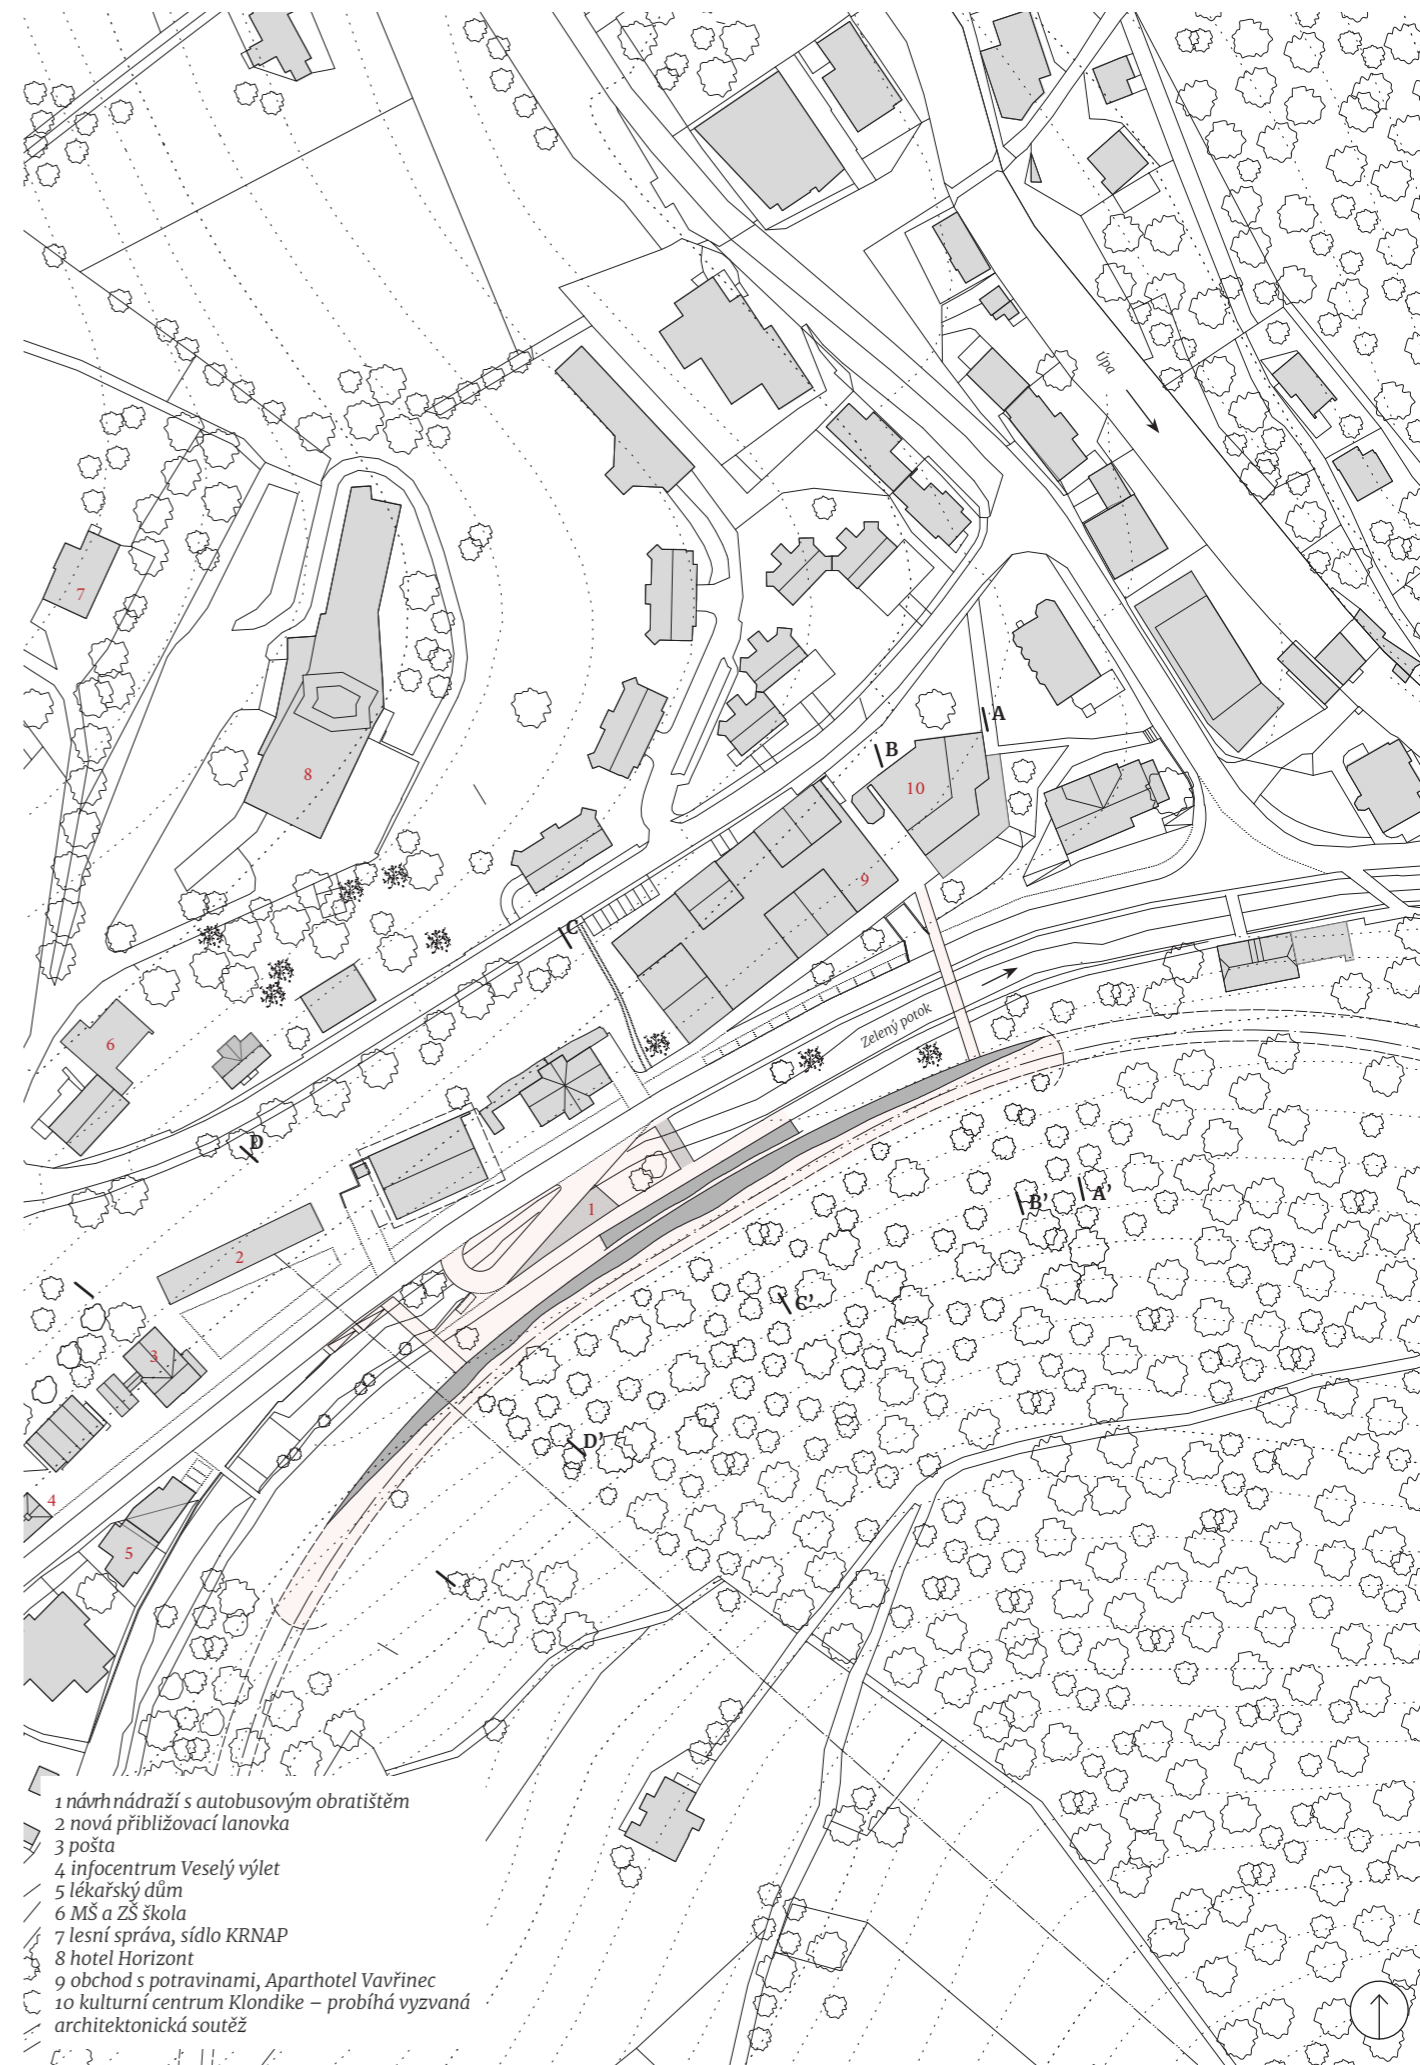 Úpa
7
A
B
8
10
9
C
6
Zelený potok
D
B'
A'
1
2
C'
3
D'
4
5
1 návrh nádraží s autobusovým obratištěm
2 nová přibližovací lanovka
3 pošta
4 infocentrum Veselý výlet
5 lékařský dům
6 MŠ a ZŠ škola
7 lesní správa, sídlo KRNAP
8 hotel Horizont
9 obchod s potravinami, Aparthotel Vavřinec
10 kulturní centrum Klondike – probíhá vyzvaná
architektonická soutěž